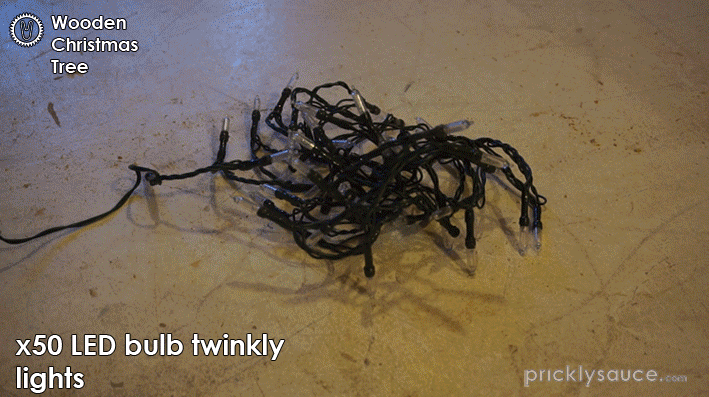 Wooden
Christmas
Tree
x50 LED bulb twinkly
lights
pricklysauce.com